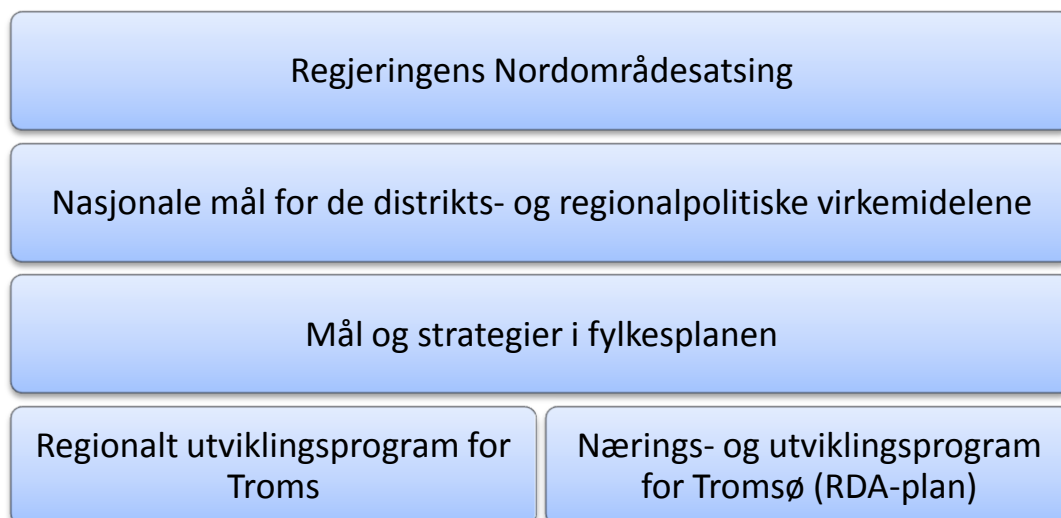 Regjeringens Nordområdesatsing
Nasjonale mål for de distrikts- og regionalpolitiske virkemidelene
Mål og strategier i fylkesplanen
Regionalt utviklingsprogram for
Troms
Nærings- og utviklingsprogram
for Tromsø (RDA-plan)